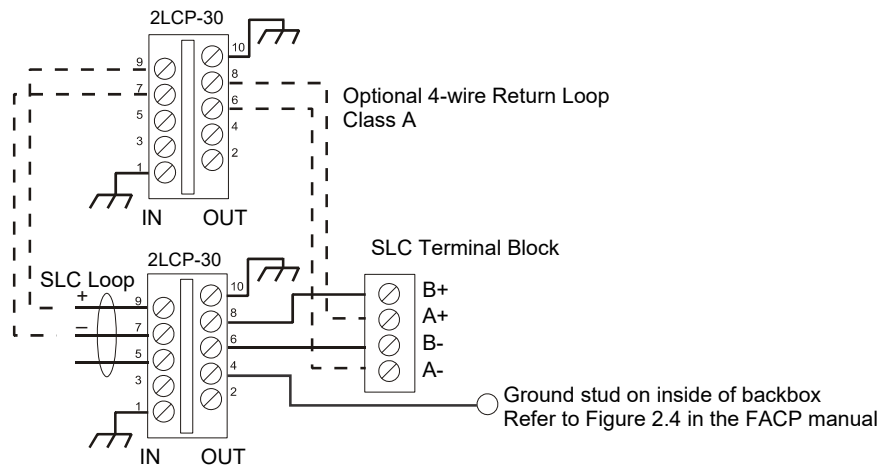 2LCP-30
10
9
8
7
6
5
4
3
2
1
IN OUT
Optional 4-wire Return Loop
Class A
SLC Terminal Block
2LCP-30
SLC Loop
+
–
10
9
8
7
6
5
4
3
2
1
IN OUT
B+
A+
B-
A-
Ground stud on inside of backbox
Refer to Figure 2.4 in the FACP manual